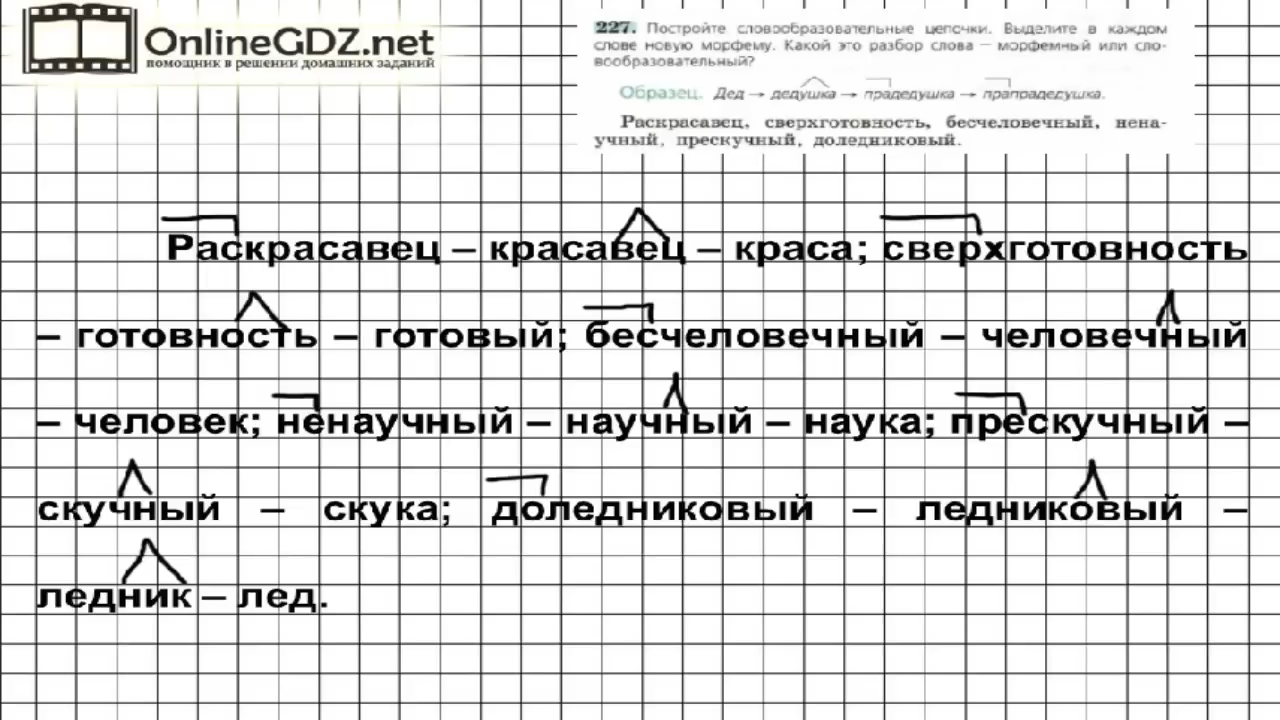 OnlineGDZ.net
помощник в решении домашних заданий
227. Постройте словообразовательные цепочки. Выделите в каждом
слове новую морфему. Какой это разбор слова – морфемный или сло-
вообразовательный?
Образец. Дед → дедушка → прадедушка → прапрадедушка.
Раскрасавец, сверхготовность, бесчеловечный, нена-
учный, прескучный, доледниковый.
Раскрасавец – красавец – краса; сверхготовность
– готовность – готовый; бесчеловечный – человечный
– человек; ненаучный – научный – наука; прескучный –
скучный – скука; доледниковый – ледниковый –
ледник – лед.